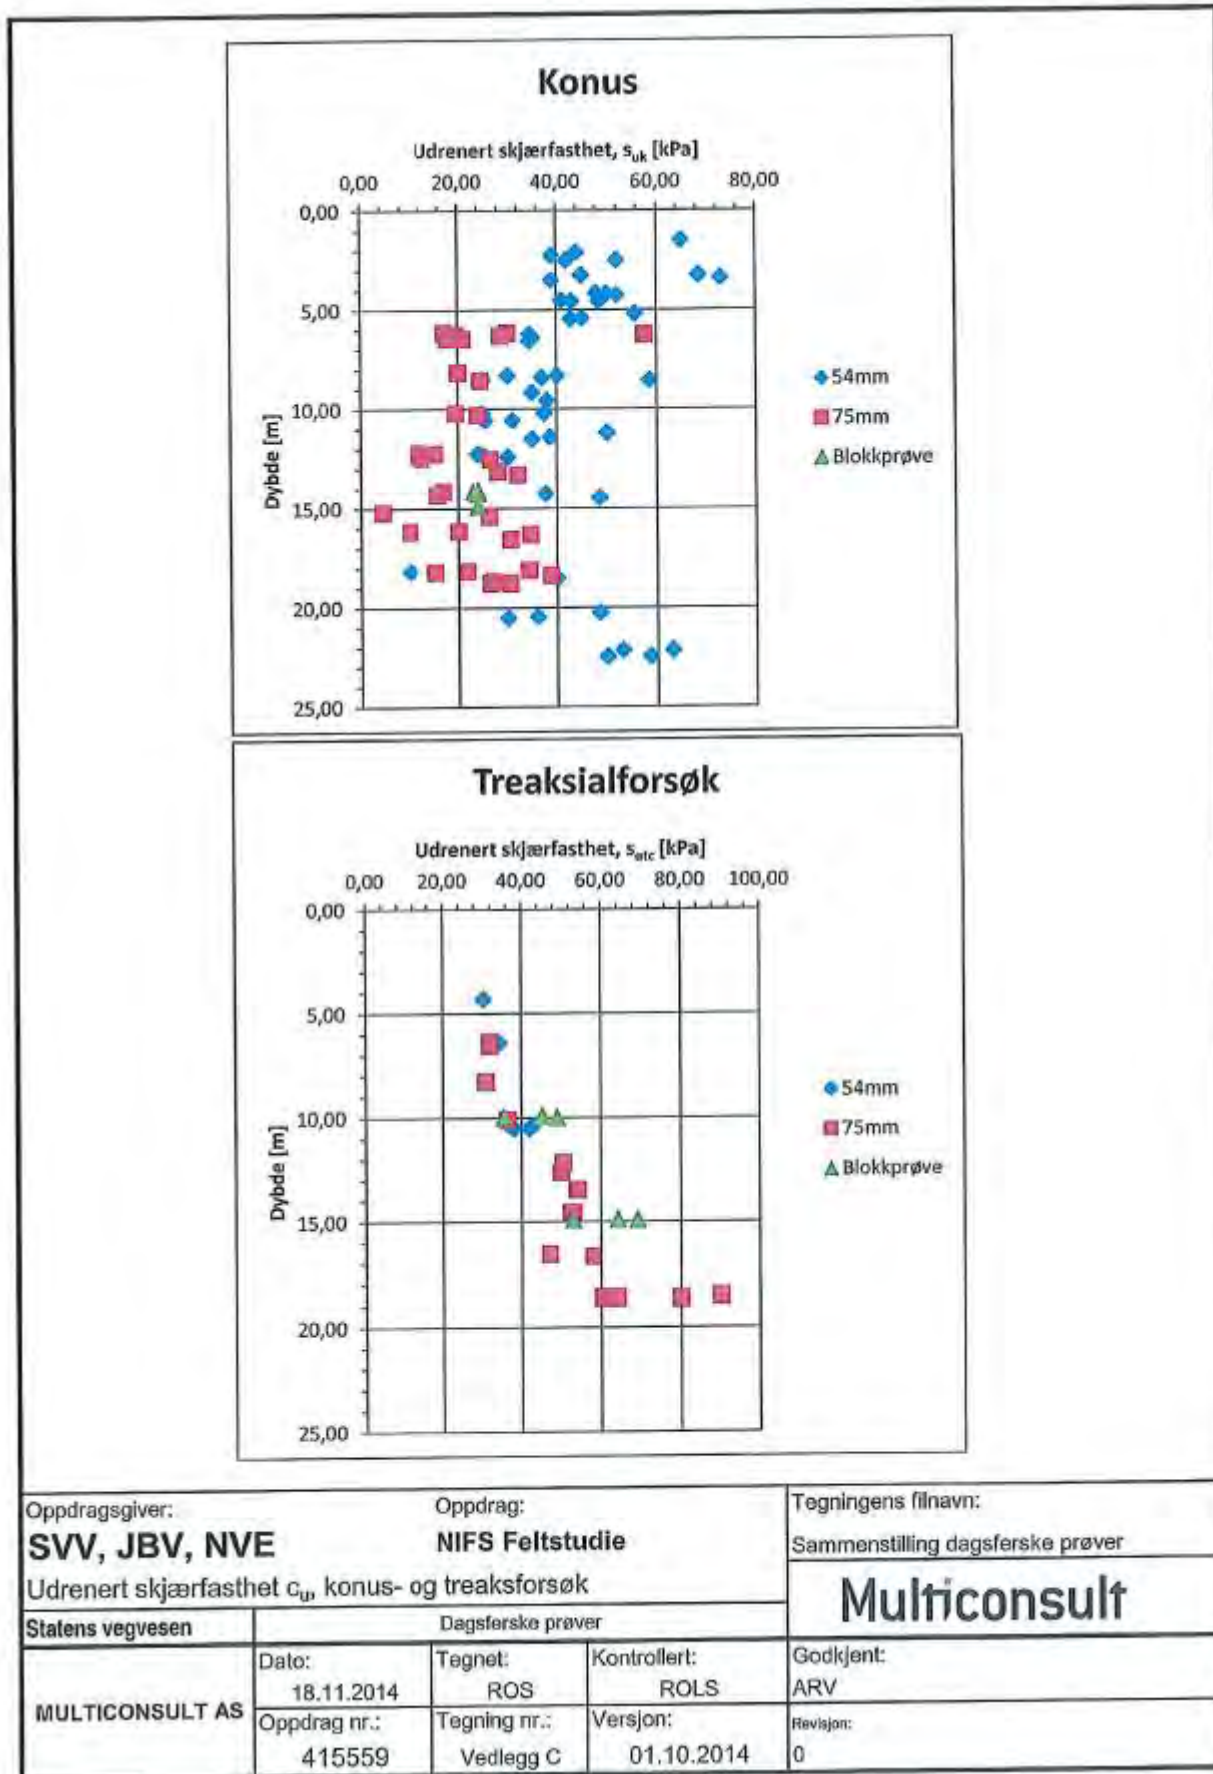 Konus
Udrenert skjærfasthet, suk [kPa]
0,00 20,00 40,00 60,00 80,00
0,00
5,00
10,00
15,00
20,00
25,00
Dybde [m]
54mm
75mm
Blokkprøve
Treaksialforsøk
Udrenert skjærfasthet, [kPa]
0,00 20,00 40,00 60,00 80,00 100,00
0,00
5,00
10,00
15,00
20,00
25,00
Dybde [m]
54mm
75mm
Blokkprøve
Oppdragsgiver: Oppdrag: Tegningens filnavn:
SVV, JBV, NVE NIFS Feltstudie Sammenstilling dagsferske prøver
Udrenert skjærfasthet cu, konus- og treaksforsøk
Multiconsult
Statens vegvesen Dagsferske prøver
MULTICONSULT AS
Dato: Tegnet: Kontrollert: Godkjent:
18.11.2014 ROS ROLS ARV
Oppdrag nr.: Tegning nr.: Versjon: Revisjon:
415559 Vedlegg C 01.10.2014 0